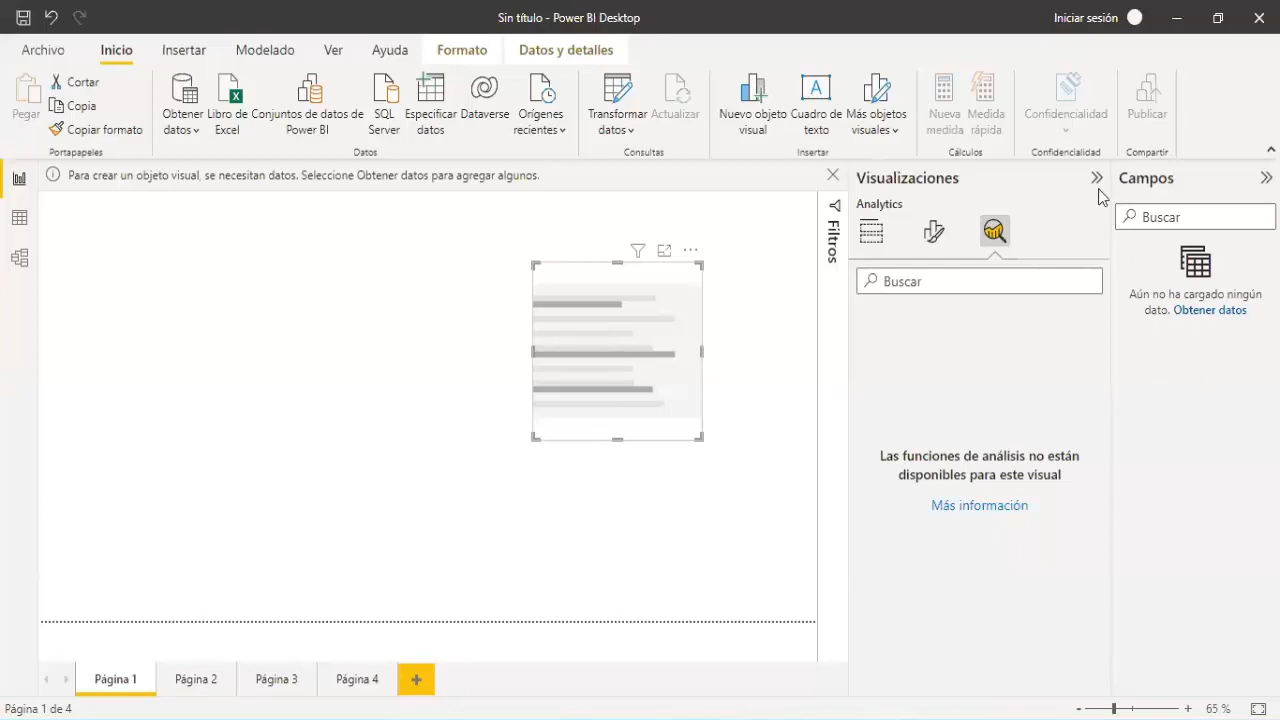 Sin título - Power BI Desktop
Iniciar sesión
Archivo
Inicio
Insertar
Modelado
Ver
Ayuda
Formato
Datos y detalles
Pegar
Cortar
Copia
Copiar formato
Portapapeles
Obtener
datos
Libro de
Excel
Conjuntos de datos de
Power BI
SQL
Server
Especificar
datos
Dataverse
Orígenes
recientes
Datos
Transformar
datos
Actualizar
Consultas
Nuevo objeto
visual
Cuadro de
texto
Más objetos
visuales
Insertar
Nueva
medida
Medida
rápida
Cálculos
Confidencialidad
Confidencialidad
Publicar
Compartir
Para crear un objeto visual, se necesitan datos. Seleccione Obtener datos para agregar algunos.
Filtros
Visualizaciones
Analytics
Buscar
Las funciones de análisis no están
disponibles para este visual
Más información
Campos
Buscar
Aún no ha cargado ningún
dato. Obtener datos
Página 1
Página 2
Página 3
Página 4
Página 1 de 4
65 %